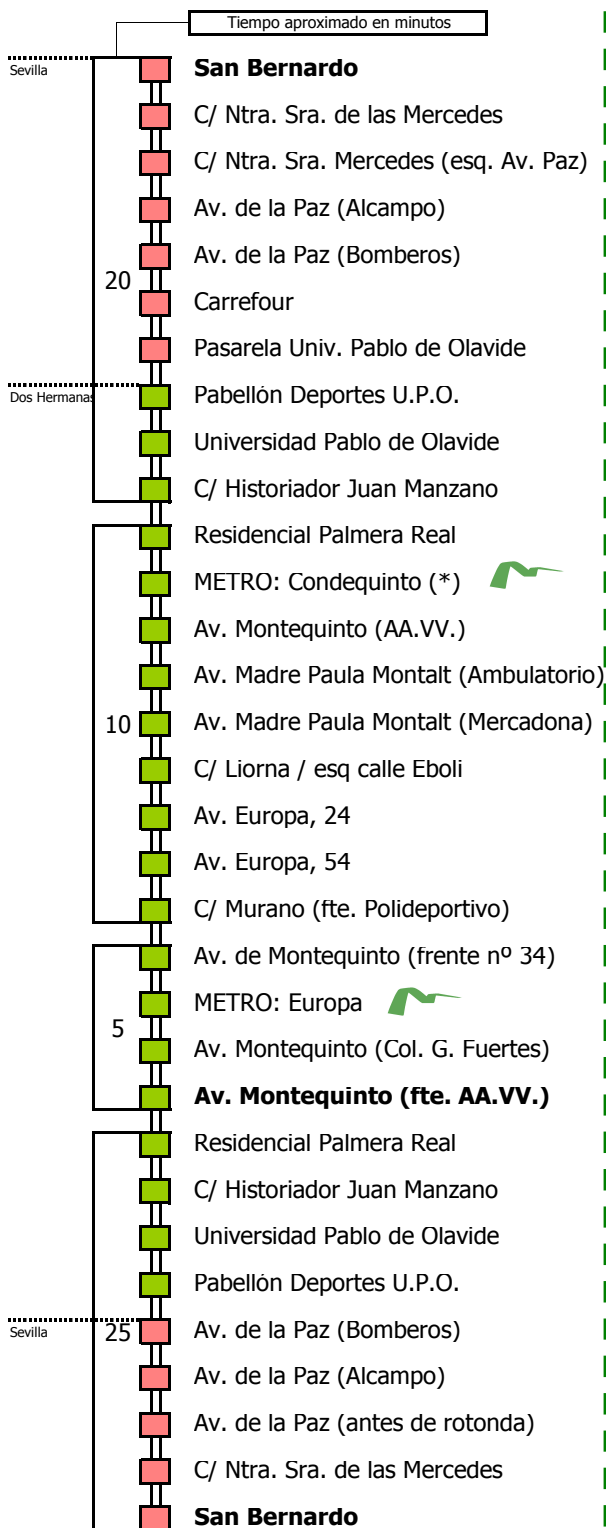 Tiempo aproximado en minutos
Sevilla
San Bernardo
C/ Ntra. Sra. de las Mercedes
C/ Ntra. Sra. Mercedes (esq. Av. Paz)
Av. de la Paz (Alcampo)
Av. de la Paz (Bomberos)
20
Carrefour
Pasarela Univ. Pablo de Olavide
Dos Hermanas
Pabellón Deportes U.P.O.
Universidad Pablo de Olavide
C/ Historiador Juan Manzano
Residencial Palmera Real
METRO: Condequinto (*)
Av. Montequinto (AA.VV.)
Av. Madre Paula Montalt (Ambulatorio)
10
Av. Madre Paula Montalt (Mercadona)
C/ Liorna / esq calle Eboli
Av. Europa, 24
Av. Europa, 54
C/ Murano (fte. Polideportivo)
Av. de Montequinto (frente nº 34)
METRO: Europa
5
Av. Montequinto (Col. G. Fuertes)
Av. Montequinto (fte. AA.VV.)
Residencial Palmera Real
C/ Historiador Juan Manzano
Universidad Pablo de Olavide
Pabellón Deportes U.P.O.
Sevilla
25
Av. de la Paz (Bomberos)
Av. de la Paz (Alcampo)
Av. de la Paz (antes de rotonda)
C/ Ntra. Sra. de las Mercedes
San Bernardo